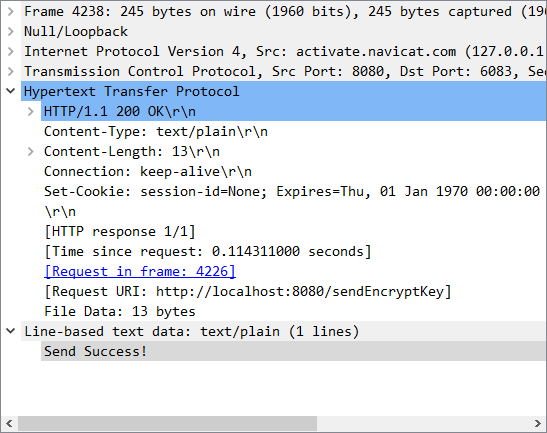 Frame 4238: 245 bytes on wire (1960 bits), 245 bytes captured (196
Null/Loopback
Internet Protocol Version 4, Src: activate.navicat.com (127.0.0.1
Transmission Control Protocol, Src Port: 8080, Dst Port: 6083, Sec
Hypertext Transfer Protocol
HTTP/1.1 200 OK\r\n
Content-Type: text/plain\r\n
Content-Length: 13\r\n
Connection: keep-alive\r\n
Set-Cookie: session-id=None; Expires=Thu, 01 Jan 1970 00:00:00
\r\n
[HTTP response 1/1]
[Time since request: 0.114311000 seconds]
[Request in frame: 4226]
[Request URI: http://localhost:8080/sendEncryptKey]
File Data: 13 bytes
Line-based text data: text/plain (1 lines)
Send Success!